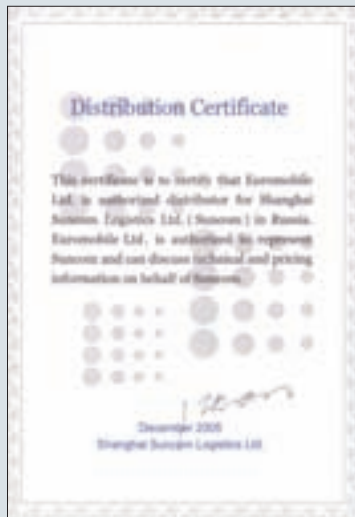 Distribution Certificate
This certificate is to certify that Euromobile
Ltd. is authorized distributor for Shanghai
Suncom Logistics Ltd. (Suncom) in Russia.
Euromobile Ltd. is authorized to represent
Suncom and can discuss technical and pricing
information on behalf of Suncom.
December 2005
Shanghai Suncom Logistics Ltd.